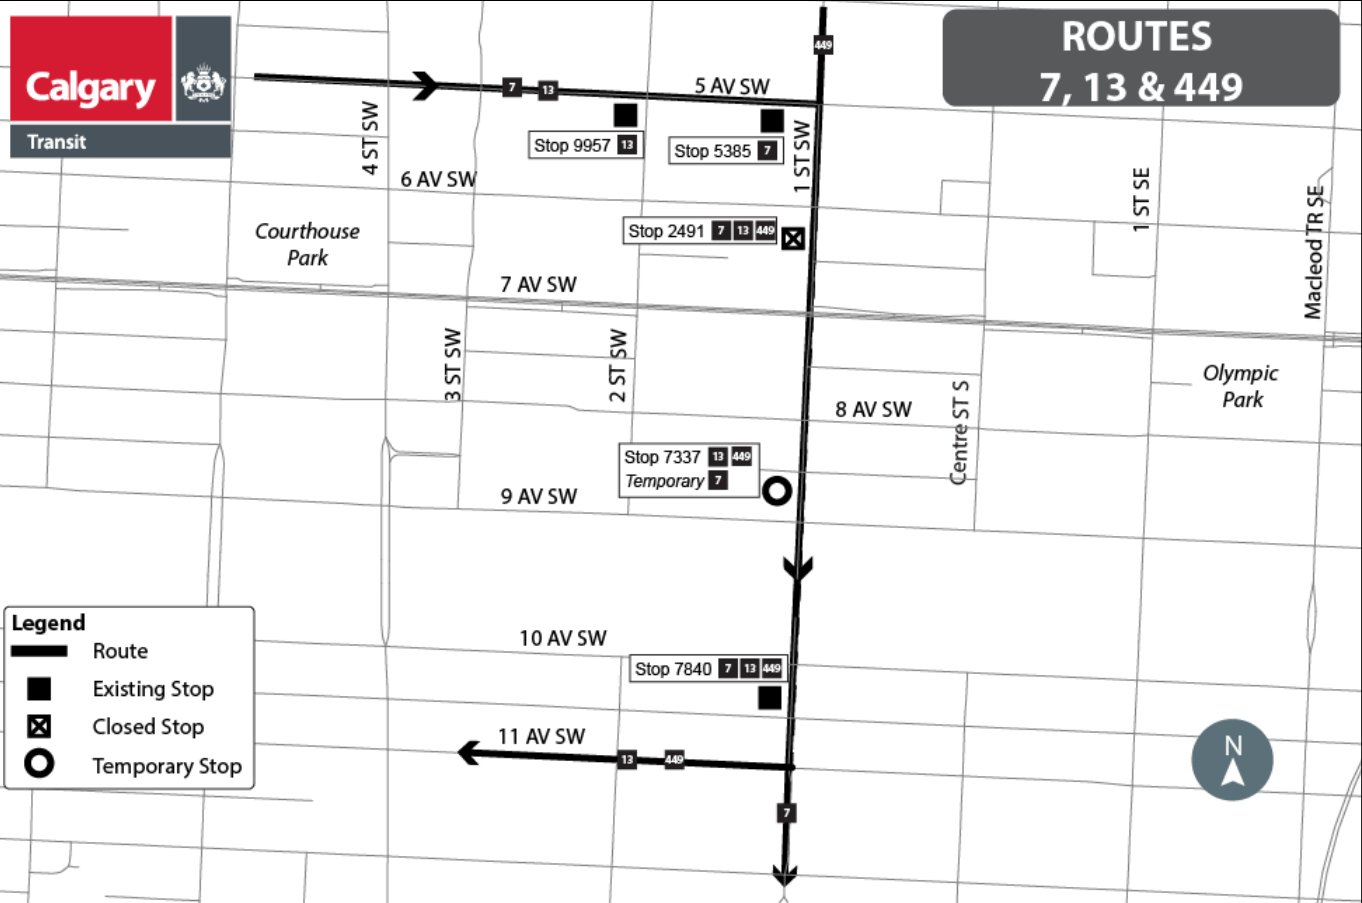 Calgary
Transit
ROUTES
7, 13 & 449
449
7 13
5 AV SW
Stop 9957 13
Stop 5385 7
4 ST SW
1 ST SW
6 AV SW
1 ST SE
Macleod TR SE
Courthouse
Park
Stop 2491 7 13 449
7 AV SW
3 ST SW
2 ST SW
Olympic
Park
8 AV SW
Centre ST S
Stop 7337 13 449
Temporary 7
9 AV SW
Legend
Route
Existing Stop
Closed Stop
Temporary Stop
10 AV SW
Stop 7840 7 13 449
11 AV SW
13 449
7
N